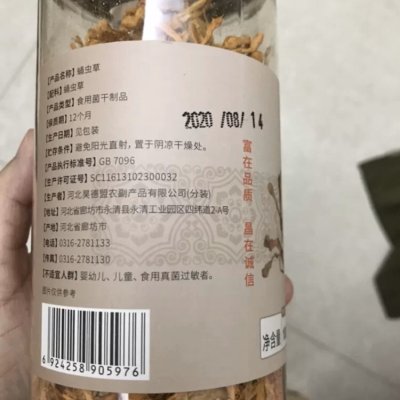 【产品名称】蛹虫草
【配料】蛹虫草
【产品类型】食用菌干制品
【保质期】12个月
【生产日期】见包装
【贮存条件】避免阳光直射，置于阴凉干燥处。
【执行标准】GB 7096
【生产许可证号】SC11613102300032
【生产者】河北昊德盟农副产品有限公司(分装)
【地址】河北省廊坊市永清县永清工业园区四纬道2-A号
【产地】河北省廊坊市
【电话】0316-2781133
【传真】0316-2781130
【不适宜人群】婴幼儿、儿童、食用真菌过敏者。
图片仅供参考
6 924258 905976
2020/08/14
富在品质
昌在诚信
净含量